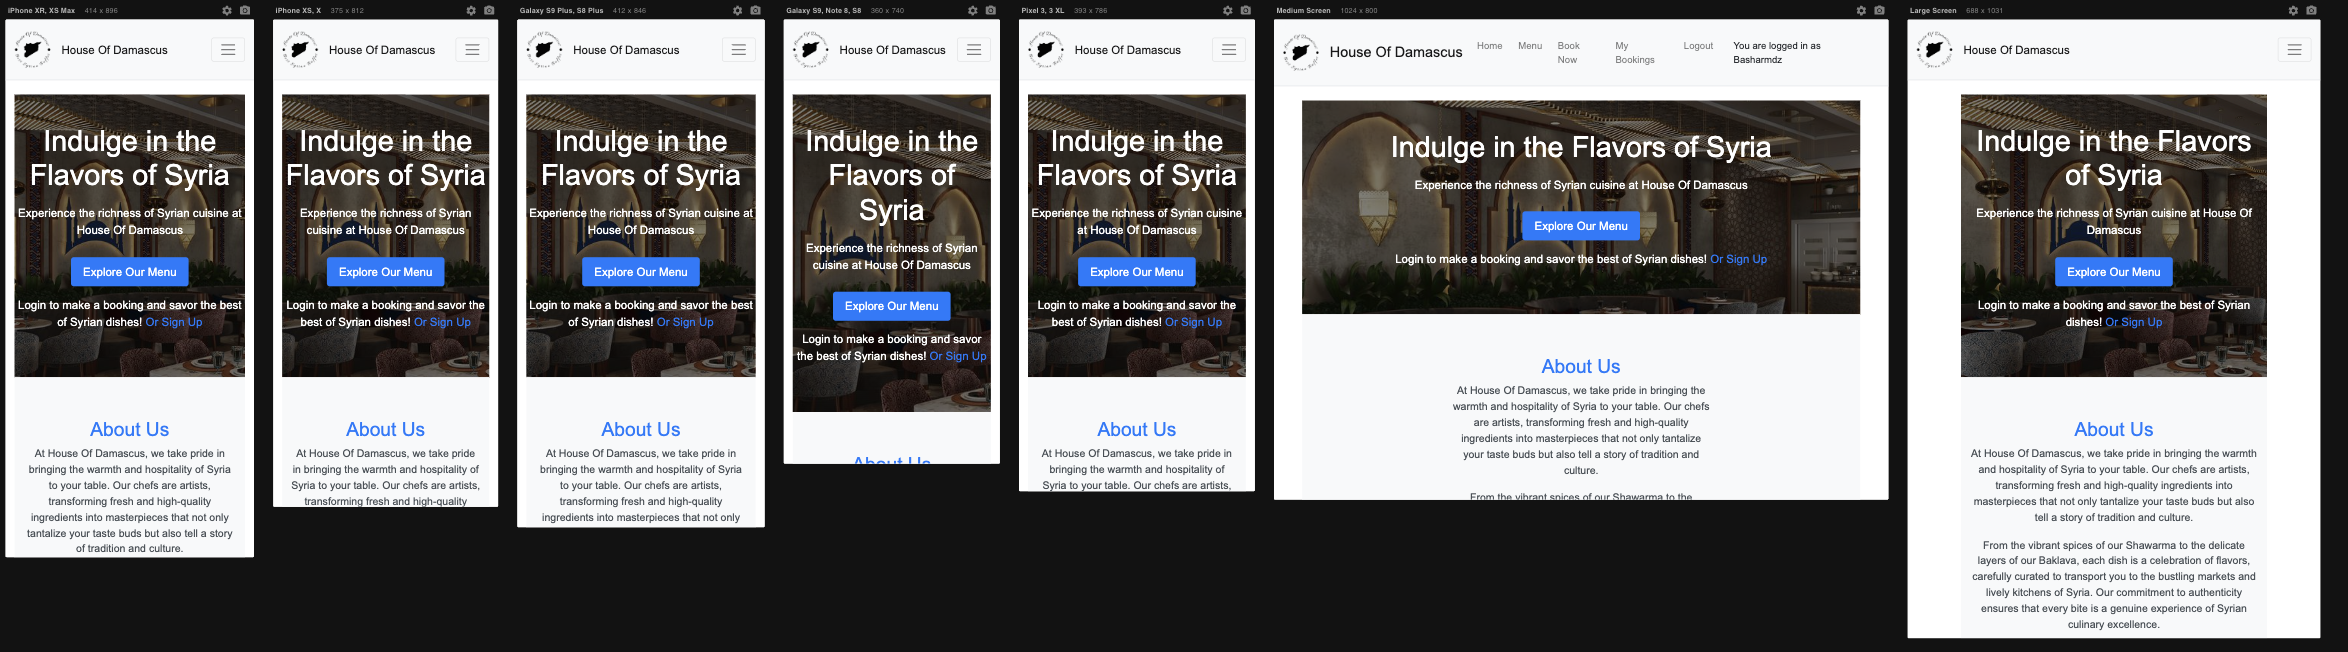 iPhone XR, XS Max 414 x 896
House Of Damascus
Indulge in the
Flavors of Syria
Experience the richness of Syrian cuisine at
House Of Damascus
Explore Our Menu
Login to make a booking and savor the best
of Syrian dishes! Or Sign Up
About Us
At House Of Damascus, we take pride in
bringing the warmth and hospitality of Syria
to your table. Our chefs are artists,
transforming fresh and high-quality
ingredients into masterpieces that not only
tantalize your taste buds but also tell a story
of tradition and culture.
iPhone XS, X 375 x 812
House Of Damascus
Indulge in the
Flavors of Syria
Experience the richness of Syrian
cuisine at House Of Damascus
Explore Our Menu
Login to make a booking and savor the
best of Syrian dishes! Or Sign Up
About Us
At House Of Damascus, we take pride
in bringing the warmth and hospitality of
Syria to your table. Our chefs are artists,
transforming fresh and high-quality
Galaxy S9 Plus, S8 Plus 412 x 846
House Of Damascus
Indulge in the
Flavors of Syria
Experience the richness of Syrian cuisine at
House Of Damascus
Explore Our Menu
Login to make a booking and savor the best
of Syrian dishes! Or Sign Up
About Us
At House Of Damascus, we take pride in
bringing the warmth and hospitality of Syria
to your table. Our chefs are artists,
transforming fresh and high-quality
ingredients into masterpieces that not only
Galaxy S9, Note 8, S8 360 x 740
House Of Damascus
Indulge in the
Flavors of
Syria
Experience the richness of Syrian
cuisine at House Of Damascus
Explore Our Menu
Login to make a booking and savor
the best of Syrian dishes! Or Sign Up
About Us
Pixel 3, 3 XL 393 x 786
House Of Damascus
Indulge in the
Flavors of Syria
Experience the richness of Syrian cuisine
at House Of Damascus
Explore Our Menu
Login to make a booking and savor the
best of Syrian dishes! Or Sign Up
About Us
At House Of Damascus, we take pride in
bringing the warmth and hospitality of
Syria to your table. Our chefs are artists,
Medium Screen 1024 x 800
House Of Damascus
Home
Menu
Book
Now
My
Bookings
Logout
You are logged in as
Basharmdz
Indulge in the Flavors of Syria
Experience the richness of Syrian cuisine at House Of Damascus
Explore Our Menu
Login to make a booking and savor the best of Syrian dishes! Or Sign Up
About Us
At House Of Damascus, we take pride in bringing the
warmth and hospitality of Syria to your table. Our chefs
are artists, transforming fresh and high-quality
ingredients into masterpieces that not only tantalize
your taste buds but also tell a story of tradition and
culture.
From the vibrant spices of our Shawarma to the
Large Screen 688 x 1031
House Of Damascus
Indulge in the Flavors
of Syria
Experience the richness of Syrian cuisine at House Of
Damascus
Explore Our Menu
Login to make a booking and savor the best of Syrian
dishes! Or Sign Up
About Us
At House Of Damascus, we take pride in bringing the warmth
and hospitality of Syria to your table. Our chefs are artists,
transforming fresh and high-quality ingredients into
masterpieces that not only tantalize your taste buds but also
tell a story of tradition and culture.
From the vibrant spices of our Shawarma to the delicate
layers of our Baklava, each dish is a celebration of flavors,
carefully curated to transport you to the bustling markets and
lively kitchens of Syria. Our commitment to authenticity
ensures that every bite is a genuine experience of Syrian
culinary excellence.